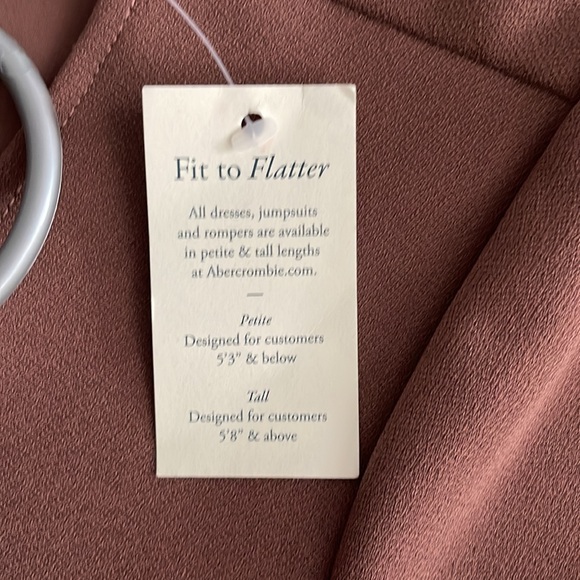 Fit to Flatter
All dresses, jumpsuits
and rompers are available
in petite & tall lengths
at Abercrombie.com.
—
Petite
Designed for customers
5'3" & below
Tall
Designed for customers
5'8" & above